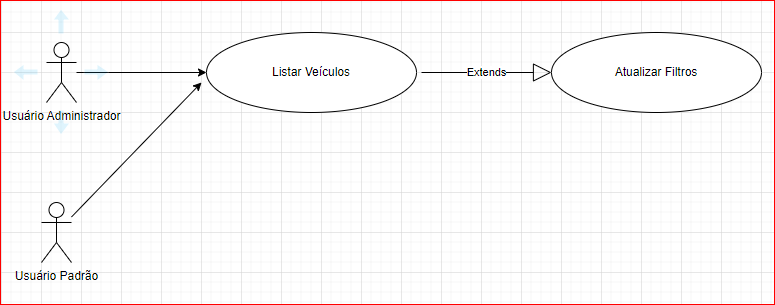 Listar Veículos
Extends
Atualizar Filtros
Usuário Administrador
Usuário Padrão